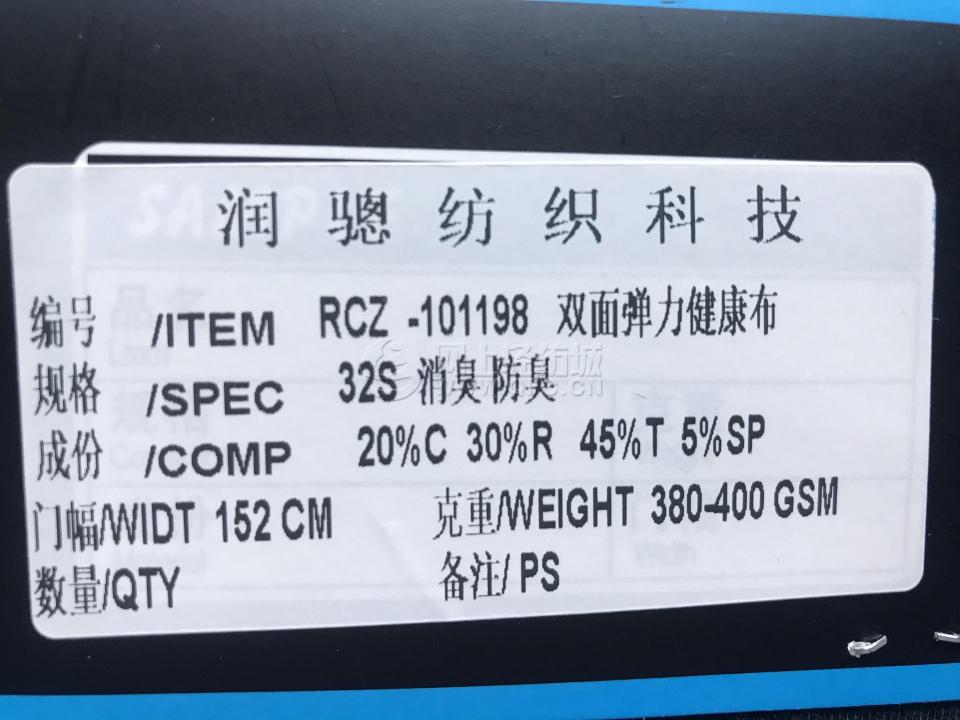 润骢纺织科技
编号/ITEM RCZ -101198 双面弹力健康布
规格/SPEC 32S 消臭 防臭
成份/COMP 20%C 30%R 45%T 5%SP
门幅/WIDT 152 CM 克重/WEIGHT 380-400 GSM
数量/QTY 备注/ PS